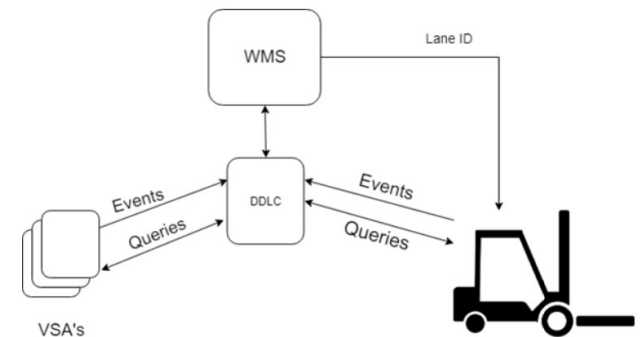 Lane ID
WMS
Events
DDLC
Events
Queries
Queries
VSA's